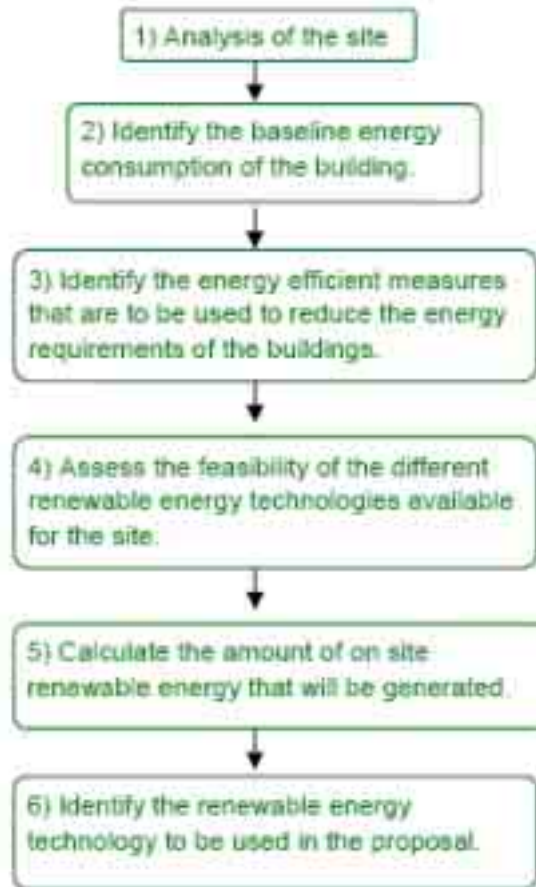 1) Analysis of the site
2) Identify the baseline energy
consumption of the building.
3) Identify the energy efficient measures
that are to be used to reduce the energy
requirements of the buildings.
4) Assess the feasibility of the different
renewable energy technologies available
for the site.
5) Calculate the amount of on site
renewable energy that will be generated.
6) Identify the renewable energy
technology to be used in the proposal.